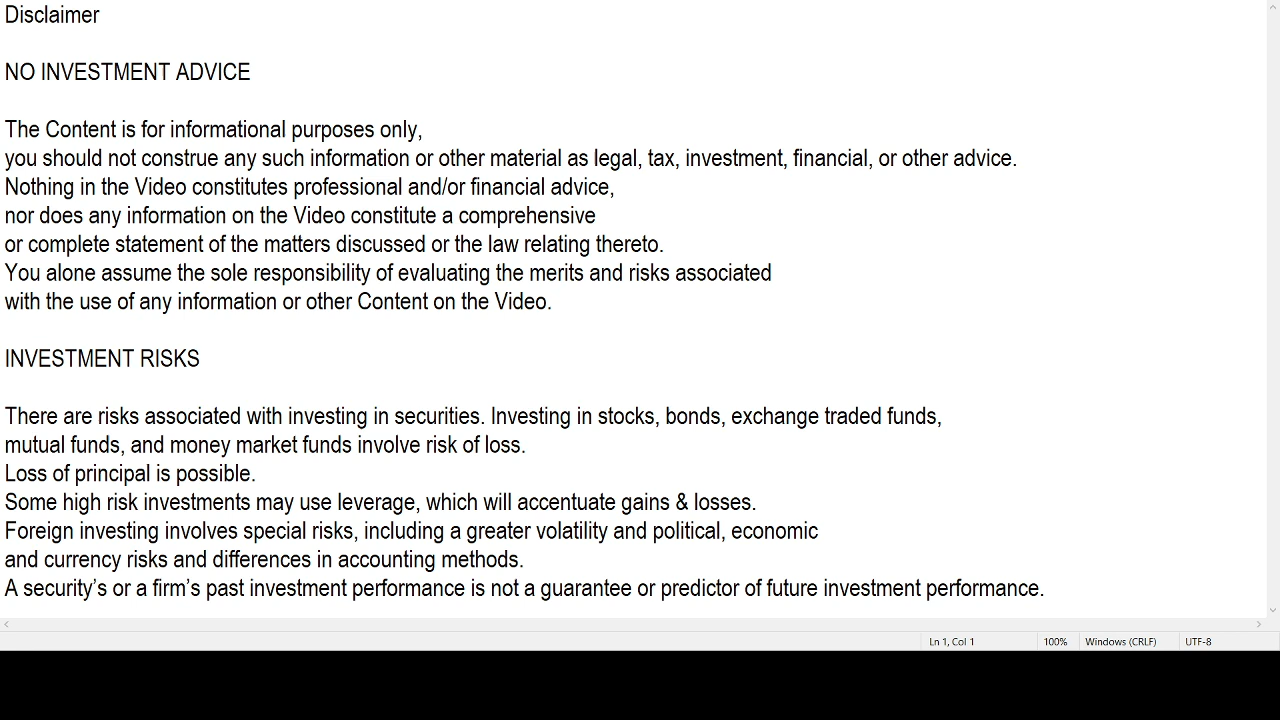 Disclaimer
NO INVESTMENT ADVICE
The Content is for informational purposes only,
you should not construe any such information or other material as legal, tax, investment, financial, or other advice.
Nothing in the Video constitutes professional and/or financial advice,
nor does any information on the Video constitute a comprehensive
or complete statement of the matters discussed or the law relating thereto.
You alone assume the sole responsibility of evaluating the merits and risks associated
with the use of any information or other Content on the Video.
INVESTMENT RISKS
There are risks associated with investing in securities. Investing in stocks, bonds, exchange traded funds,
mutual funds, and money market funds involve risk of loss.
Loss of principal is possible.
Some high risk investments may use leverage, which will accentuate gains & losses.
Foreign investing involves special risks, including a greater volatility and political, economic
and currency risks and differences in accounting methods.
A security’s or a firm’s past investment performance is not a guarantee or predictor of future investment performance.
Ln 1, Col 1 100% Windows (CRLF) UTF-8